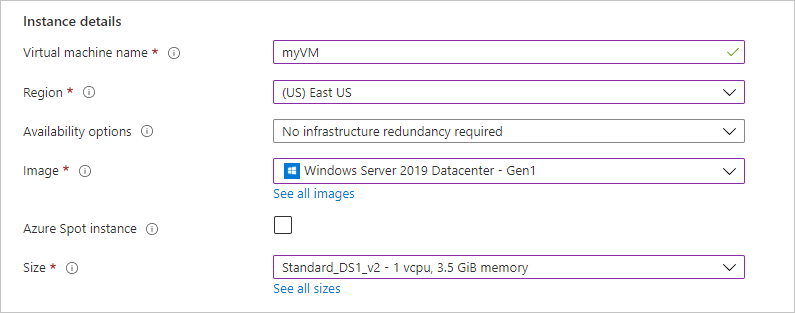 Instance details
Virtual machine name * myVM
Region * (US) East US
Availability options No infrastructure redundancy required
Image * Windows Server 2019 Datacenter - Gen1
See all images
Azure Spot instance
Size * Standard_DS1_v2 - 1 vcpu, 3.5 GiB memory
See all sizes